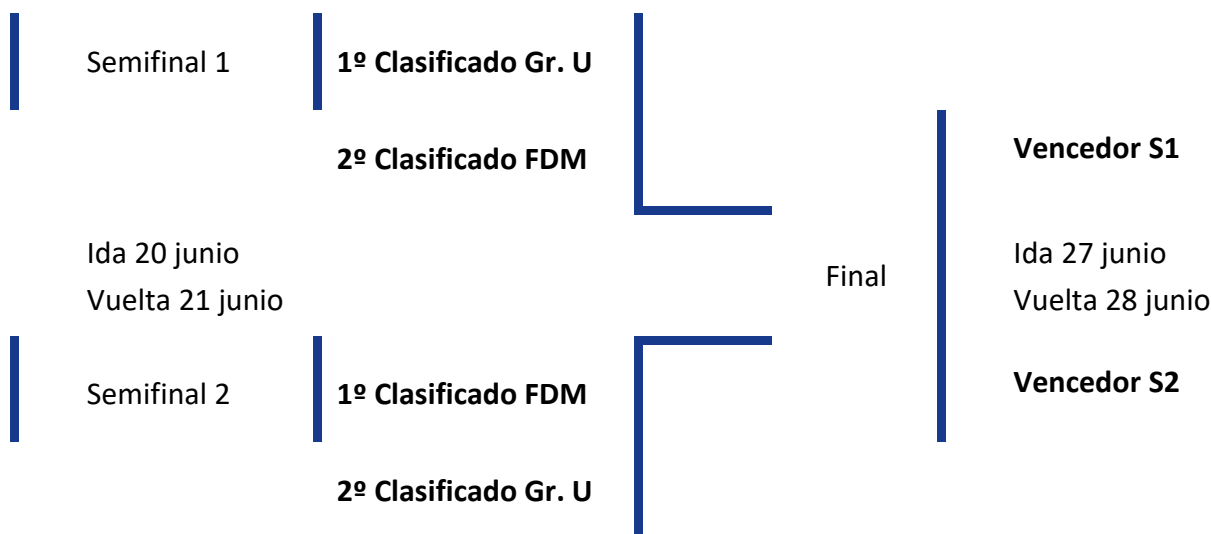 Semifinal 1
1º Clasificado Gr. U
2º Clasificado FDM
Ida 20 junio
Vuelta 21 junio
Semifinal 2
1º Clasificado FDM
2º Clasificado Gr. U
Final
Vencedor S1
Ida 27 junio
Vuelta 28 junio
Vencedor S2